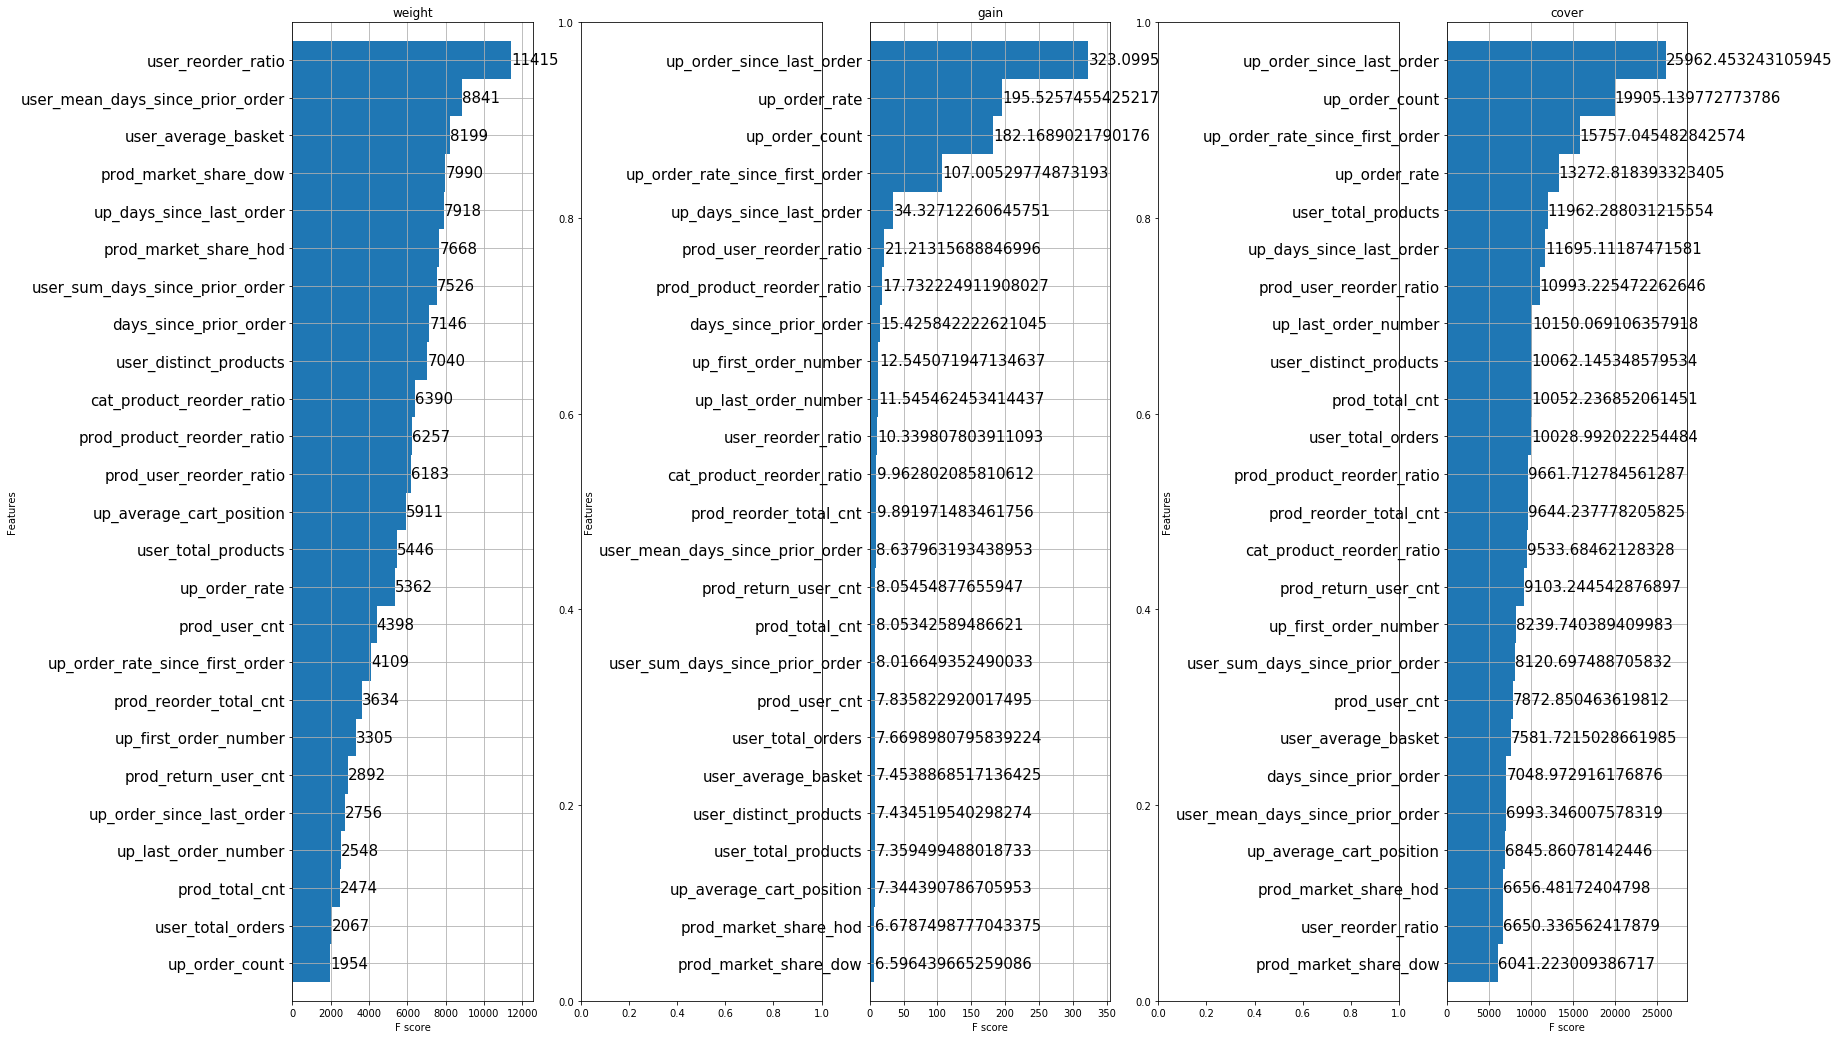 weight
Features
user_reorder_ratio 11415
user_mean_days_since_prior_order 8841
user_average_basket 8199
prod_market_share_dow 7990
up_days_since_last_order 7918
prod_market_share_hod 7668
user_sum_days_since_prior_order 7526
days_since_prior_order 7146
user_distinct_products 7040
cat_product_reorder_ratio 6390
prod_product_reorder_ratio 6257
prod_user_reorder_ratio 6183
up_average_cart_position 5911
user_total_products 5446
up_order_rate 5362
prod_user_cnt 4398
up_order_rate_since_first_order 4109
prod_reorder_total_cnt 3634
up_first_order_number 3305
prod_return_user_cnt 2892
up_order_since_last_order 2756
up_last_order_number 2548
prod_total_cnt 2474
user_total_orders 2067
up_order_count 1954
0 2000 4000 6000 8000 10000 12000
F score
1.0
0.8
0.6
0.4
0.2
0.0
0.0 0.2 0.4 0.6 0.8 1.0
gain
Features
up_order_since_last_order 323.0995
up_order_rate 195.5257455425217
up_order_count 182.1689021790176
up_order_rate_since_first_order 107.00529774873193
up_days_since_last_order 34.32712260645751
prod_user_reorder_ratio 21.21315688846996
prod_product_reorder_ratio 17.732224911908027
days_since_prior_order 15.425842222621045
up_first_order_number 12.545071947134637
up_last_order_number 11.545462453414437
user_reorder_ratio 10.339807803911093
cat_product_reorder_ratio 9.962802085810612
prod_reorder_total_cnt 9.891971483461756
user_mean_days_since_prior_order 8.637963193438953
prod_return_user_cnt 8.05454877655947
prod_total_cnt 8.05342589486621
user_sum_days_since_prior_order 8.016649352490033
prod_user_cnt 7.835822920017495
user_total_orders 7.6698980795839224
user_average_basket 7.4538868517136425
user_distinct_products 7.434519540298274
user_total_products 7.359499488018733
up_average_cart_position 7.344390786705953
prod_market_share_hod 6.6787498777043375
prod_market_share_dow 6.596439665259086
0 50 100 150 200 250 300 350
F score
1.0
0.8
0.6
0.4
0.2
0.0
0.0 0.2 0.4 0.6 0.8 1.0
cover
Features
up_order_since_last_order 25962.453243105945
up_order_count 19905.139772773786
up_order_rate_since_first_order 15757.045482842574
up_order_rate 13272.818393323405
user_total_products 11962.288031215554
up_days_since_last_order 11695.11187471581
prod_user_reorder_ratio 10993.225472262646
up_last_order_number 10150.069106357918
user_distinct_products 10062.145348579534
prod_total_cnt 10052.236852061451
user_total_orders 10028.992022254484
prod_product_reorder_ratio 9661.712784561287
prod_reorder_total_cnt 9644.237778205825
cat_product_reorder_ratio 9533.68462128328
prod_return_user_cnt 9103.244542876897
up_first_order_number 8239.740389409983
user_sum_days_since_prior_order 8120.697488705832
prod_user_cnt 7872.850463619812
user_average_basket 7581.7215028661985
days_since_prior_order 7048.972916176876
user_mean_days_since_prior_order 6993.346007578319
up_average_cart_position 6845.86078142446
prod_market_share_hod 6656.48172404798
user_reorder_ratio 6650.336562417879
prod_market_share_dow 6041.223009386717
0 5000 10000 15000 20000 25000
F score